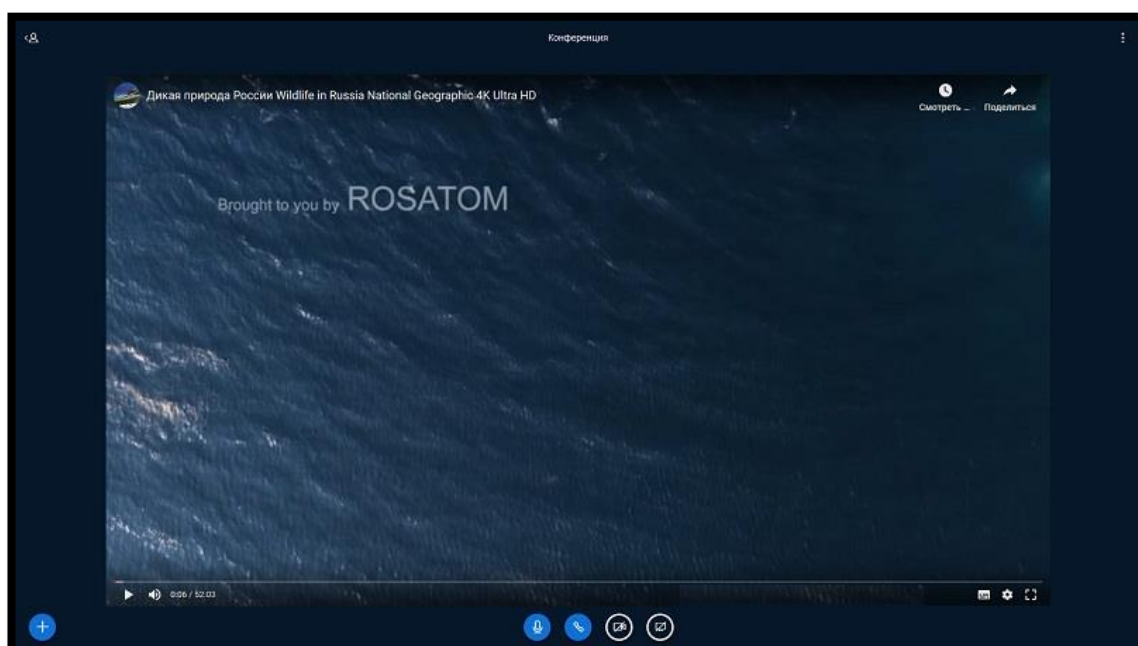 Конференция
Дикая природа России Wildlife in Russia National Geographic 4K Ultra HD
Смотреть ...
Поделиться
Brought to you by ROSATOM
0:06 / 52:03